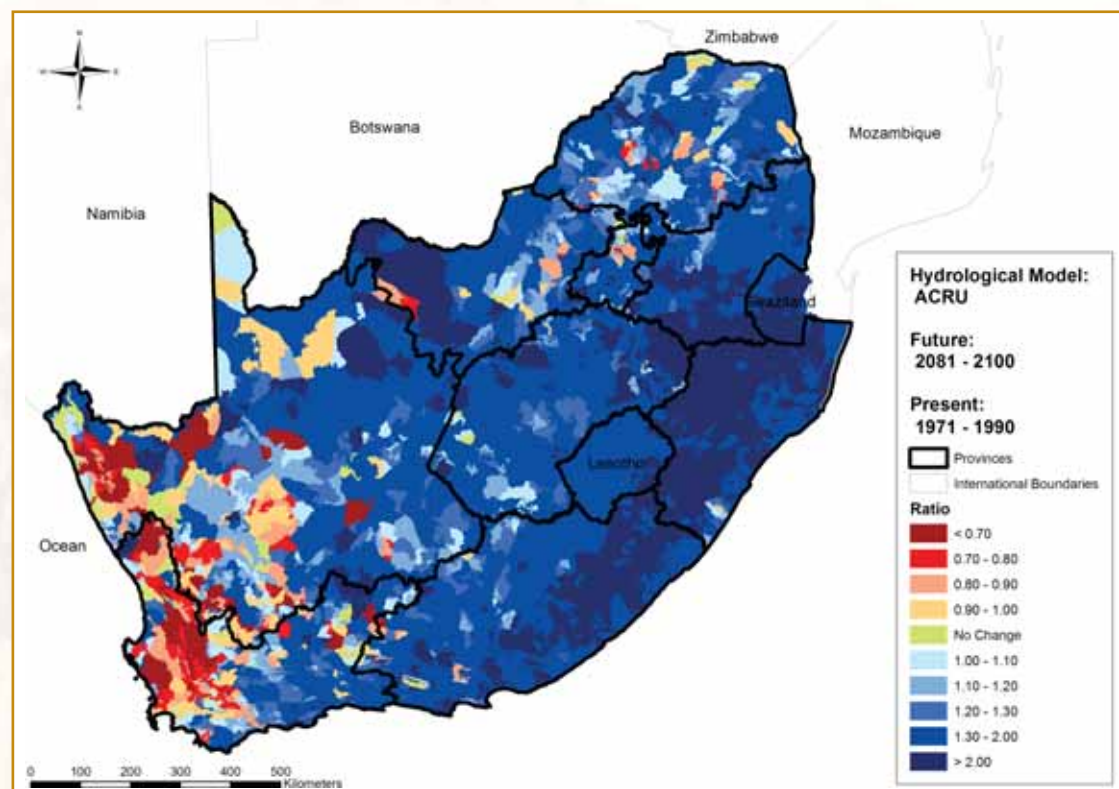 N
W
E
S
Zimbabwe
Botswana
Mozambique
Namibia
Swaziland
Lesotho
Ocean
Hydrological Model:
ACRU
Future:
2081 - 2100
Present:
1971 - 1990
Provinces
International Boundaries
Ratio
< 0.70
0.70 - 0.80
0.80 - 0.90
0.90 - 1.00
No Change
1.00 - 1.10
1.10 - 1.20
1.20 - 1.30
1.30 - 2.00
> 2.00
0 100 200 300 400 500
Kilometers